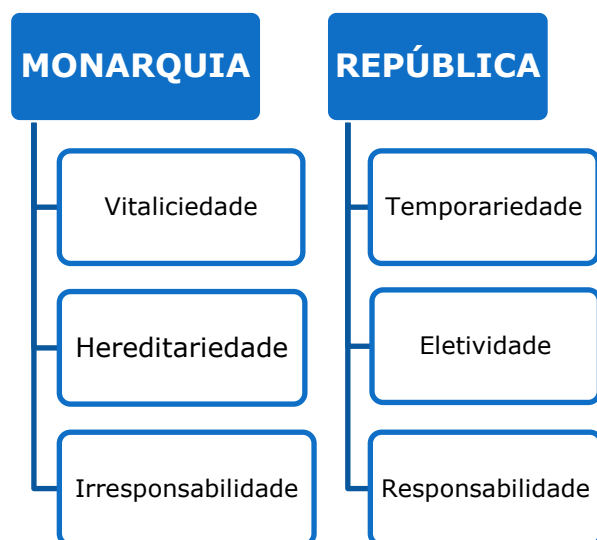 MONARQUIA
Vitaliciedade
Hereditariedade
Irresponsabilidade
REPÚBLICA
Temporariedade
Eletividade
Responsabilidade